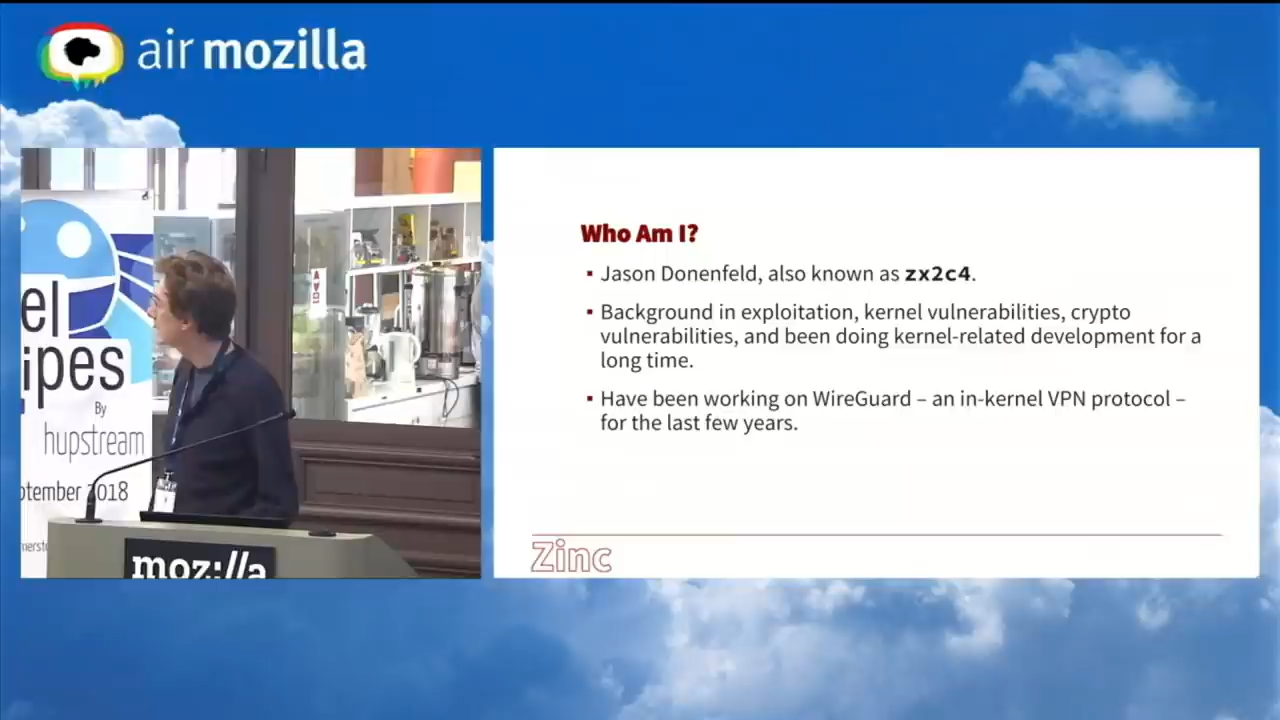 air mozilla
el
ipes
By
hupstream
2018
moz://a
Who Am I?
▪ Jason Donenfeld, also known as zx2c4.
▪ Background in exploitation, kernel vulnerabilities, crypto
vulnerabilities, and been doing kernel-related development for a
long time.
▪ Have been working on WireGuard – an in-kernel VPN protocol –
for the last few years.
Zinc